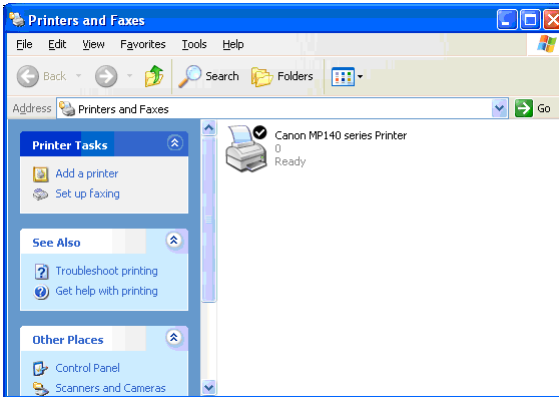 Printers and Faxes
File Edit View Favorites Tools Help
Back Search Folders
Address Printers and Faxes Go
Printer Tasks
Add a printer
Set up faxing
See Also
Troubleshoot printing
Get help with printing
Other Places
Control Panel
Scanners and Cameras
Canon MP140 series Printer
0
Ready